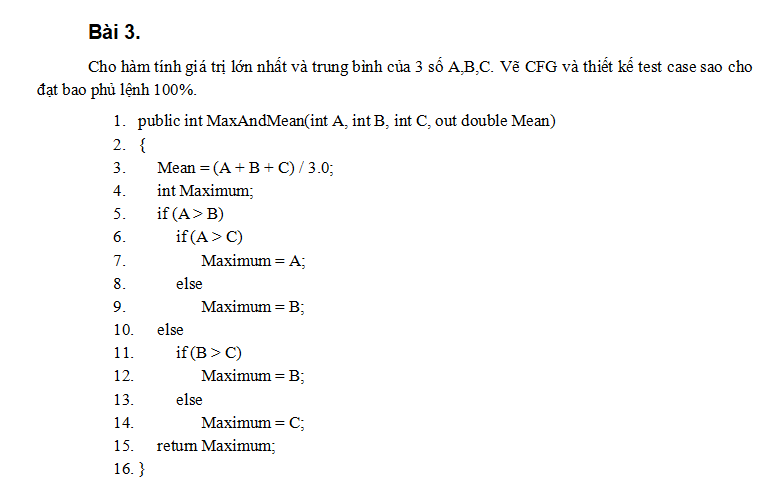 Bài 3.
Cho hàm tính giá trị lớn nhất và trung bình của 3 số A,B,C. Vẽ CFG và thiết kế test case sao cho
đạt bao phủ lệnh 100%.
1. public int MaxAndMean(int A, int B, int C, out double Mean)
2. {
3. Mean = (A + B + C) / 3.0;
4. int Maximum;
5. if (A > B)
6. if (A > C)
7. Maximum = A;
8. else
9. Maximum = B;
10. else
11. if (B > C)
12. Maximum = B;
13. else
14. Maximum = C;
15. return Maximum;
16. }